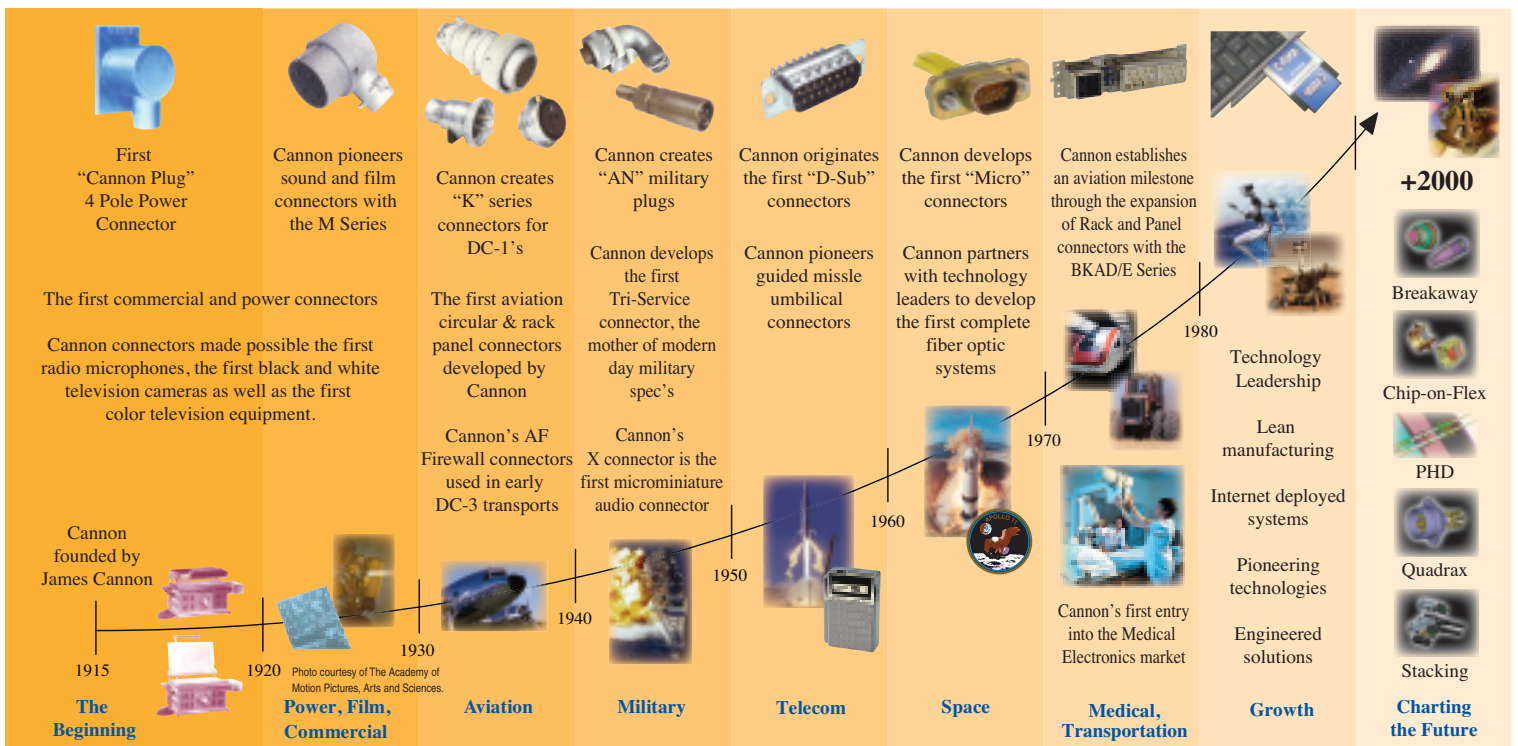 First
“Cannon Plug”
4 Pole Power
Connector
Cannon pioneers
sound and film
connectors with
the M Series
The first commercial and power connectors
Cannon connectors made possible the first
radio microphones, the first black and white
television cameras as well as the first
color television equipment.
Cannon
founded by
James Cannon
1915
1920
Photo courtesy of The Academy of
Motion Pictures, Arts and Sciences.
The
Beginning
Power, Film,
Commercial
Cannon creates
“K” series
connectors for
DC-1’s
The first aviation
circular & rack
panel connectors
developed by
Cannon
Cannon’s AF
Firewall connectors
used in early
DC-3 transports
1930
Aviation
Cannon creates
“AN” military
plugs
Cannon develops
the first
Tri-Service
connector, the
mother of modern
day military
spec’s
Cannon’s
X connector is the
first microminiature
audio connector
1940
Military
Cannon originates
the first “D-Sub”
connectors
Cannon pioneers
guided missle
umbilical
connectors
1950
Telecom
Cannon develops
the first “Micro”
connectors
Cannon partners
with technology
leaders to develop
the first complete
fiber optic
systems
1960
APOLLO 11
Space
Cannon establishes
an aviation milestone
through the expansion
of Rack and Panel
connectors with the
BKAD/E Series
1970
Cannon’s first entry
into the Medical
Electronics market
Medical,
Transportation
1980
Technology
Leadership
Lean
manufacturing
Internet deployed
systems
Pioneering
technologies
Engineered
solutions
Growth
+2000
Breakaway
Chip-on-Flex
PHD
Quadrax
Stacking
Charting
the Future